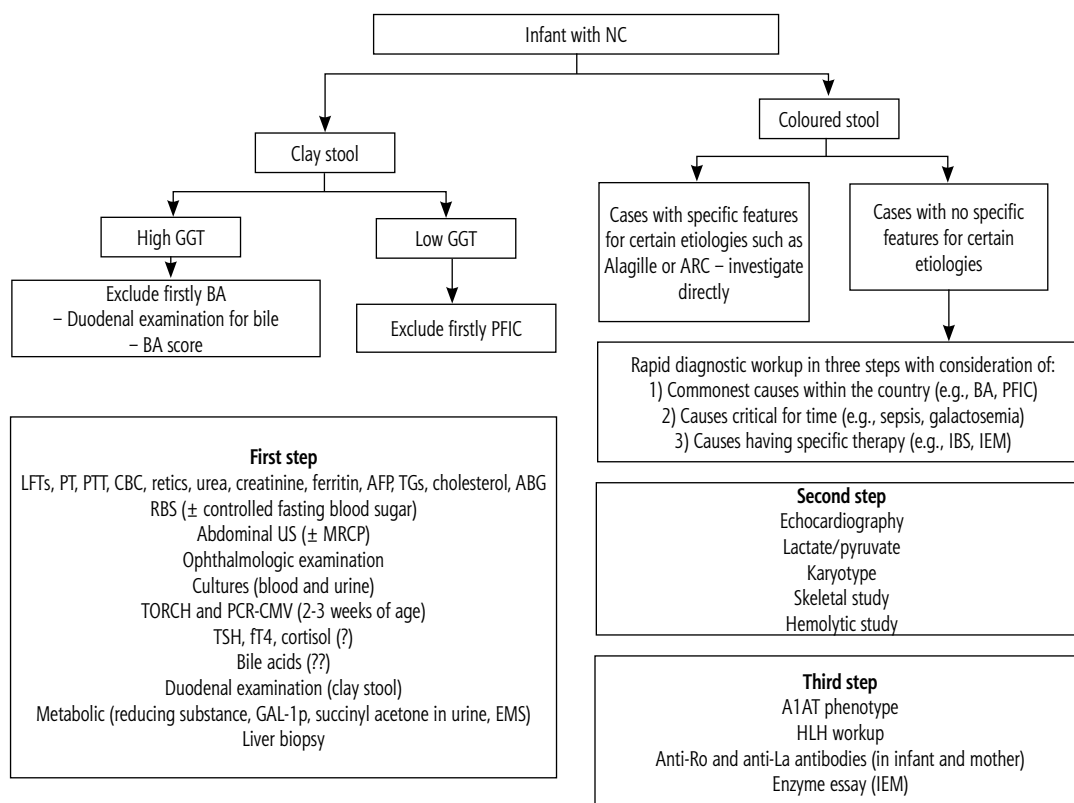 Infant with NC
Clay stool
Coloured stool
High GGT
Low GGT
Cases with specific features
for certain etiologies such as
Alagille or ARC – investigate
directly
Cases with no specific
features for certain
etiologies
Exclude firstly BA
– Duodenal examination for bile
– BA score
Exclude firstly PFIC
Rapid diagnostic workup in three steps with consideration of:
1) Commonest causes within the country (e.g., BA, PFIC)
2) Causes critical for time (e.g., sepsis, galactosemia)
3) Causes having specific therapy (e.g., IBS, IEM)
First step
LFTs, PT, PTT, CBC, retics, urea, creatinine, ferritin, AFP, TGs, cholesterol, ABG
RBS (± controlled fasting blood sugar)
Abdominal US (± MRCP)
Ophthalmologic examination
Cultures (blood and urine)
TORCH and PCR-CMV (2-3 weeks of age)
TSH, fT4, cortisol (?)
Bile acids (??)
Duodenal examination (clay stool)
Metabolic (reducing substance, GAL-1p, succinyl acetone in urine, EMS)
Liver biopsy
Second step
Echocardiography
Lactate/pyruvate
Karyotype
Skeletal study
Hemolytic study
Third step
A1AT phenotype
HLH workup
Anti-Ro and anti-La antibodies (in infant and mother)
Enzyme essay (IEM)